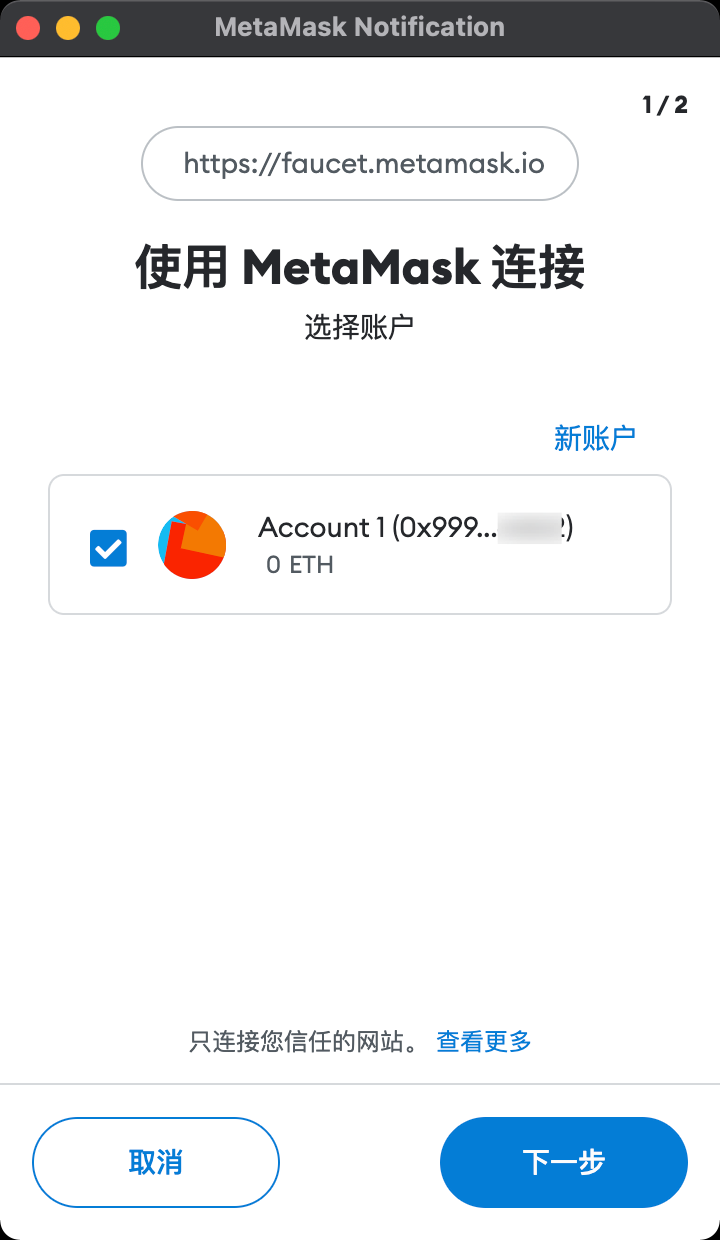 MetaMask Notification
1 / 2
https://faucet.metamask.io
使用 MetaMask 连接
选择账户
新账户
Account 1 (0x999...)
0 ETH
只连接您信任的网站。 查看更多
取消
下一步